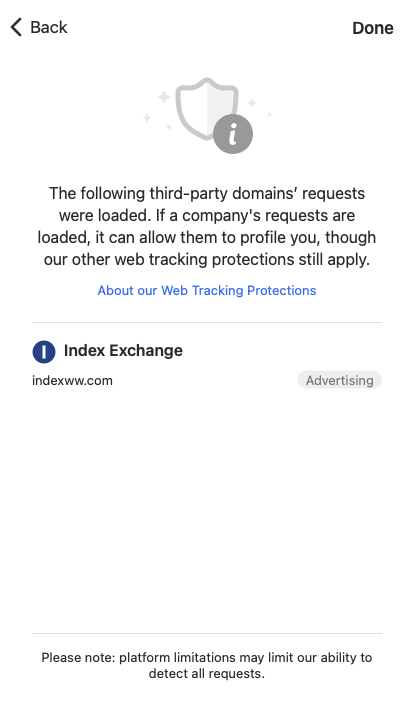 Back
Done
The following third-party domains’ requests
were loaded. If a company's requests are
loaded, it can allow them to profile you, though
our other web tracking protections still apply.
About our Web Tracking Protections
Index Exchange
indexww.com
Advertising
Please note: platform limitations may limit our ability to
detect all requests.